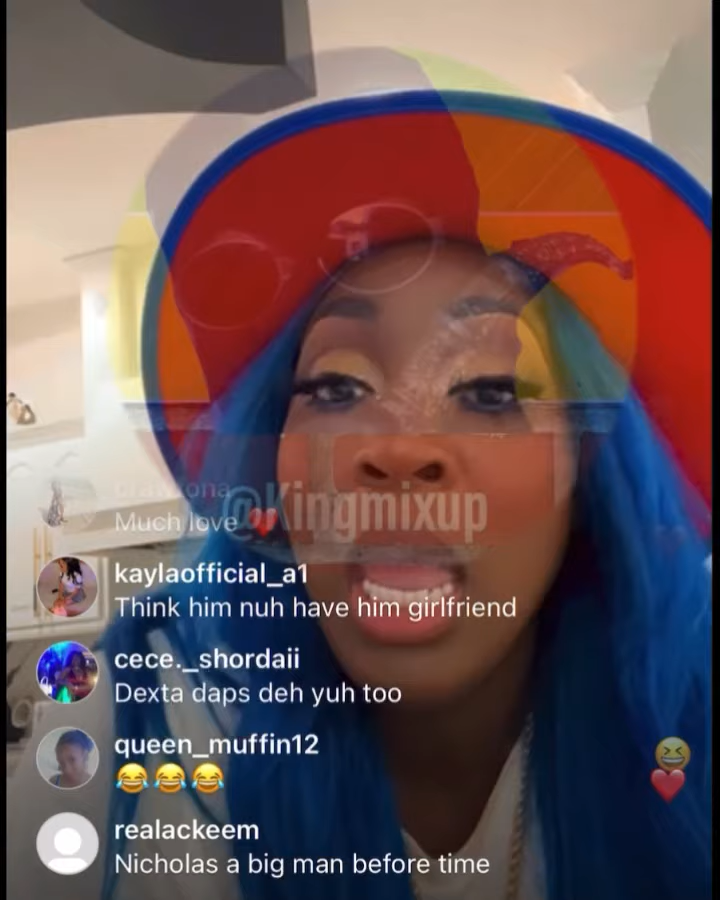 @Kingmixup
Much love ❤️
kaylaofficial_a1
Think him nuh have him girlfriend
cece._shordaii
Dexta daps deh yuh too
queen_muffin12
😂😂😂
realackeem
Nicholas a big man before time